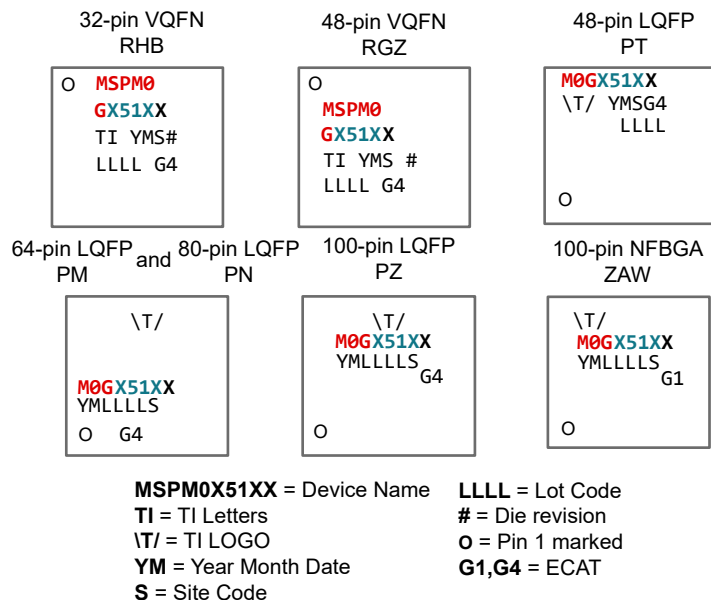 32-pin VQFN
RHB
O MSPM0
GX51XX
TI YMS#
LLLL G4
48-pin VQFN
RGZ
O
MSPM0
GX51XX
TI YMS #
LLLL G4
48-pin LQFP
PT
M0GX51XX
\T/ YMSG4
LLLL
O
64-pin LQFP and 80-pin LQFP
PM PN
\T/
M0GX51XX
YMLLLLS
O G4
100-pin LQFP
PZ
\T/
M0GX51XX
YMLLLLS
G4
O
100-pin NFBGA
ZAW
\T/
M0GX51XX
YMLLLLS
G1
O
MSPM0X51XX = Device Name
TI = TI Letters
\T/ = TI LOGO
YM = Year Month Date
S = Site Code
LLLL = Lot Code
# = Die revision
O = Pin 1 marked
G1,G4 = ECAT